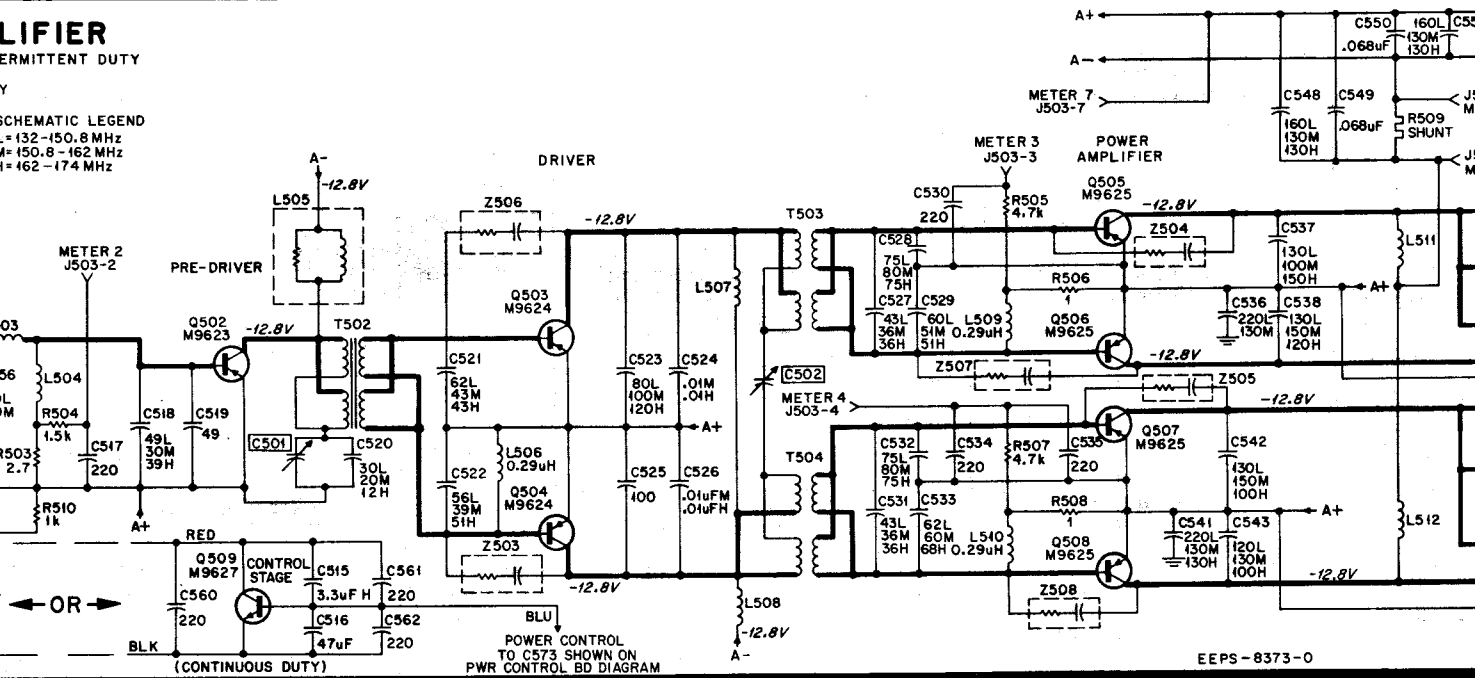 LIFIER
ERMITTENT DUTY
Y
SCHEMATIC LEGEND
L=132-150.8 MHz
M=150.8-162 MHz
H=162-174 MHz
A-
-12.8V
L505
METER 2
J503-2
PRE-DRIVER
Q502
M9623
-12.8V
T502
03
L504
R504
1.5k
R503
2.7
C517
220
R510
1k
C518
49L
30M
39H
C519
49
A+
C501
C520
30L
20M
12H
RED
Q509
M9627
CONTROL
STAGE
C560
220
C515
3.3uF H
C516
47uF
C561
220
C562
220
OR
BLK
(CONTINUOUS DUTY)
BLU
POWER CONTROL
TO C573 SHOWN ON
PWR CONTROL BD DIAGRAM
DRIVER
Z506
-12.8V
Q503
M9624
C521
62L
43M
43H
C522
56L
39M
51H
L506
0.29uH
Q504
M9624
Z503
-12.8V
C523
80L
100M
120H
C524
.01M
.01H
A+
C525
100
C526
.01uFM
.01uFH
L507
L508
-12.8V
A-
T503
C502
T504
METER 3
J503-3
C530
220
R505
4.7k
C528
75L
80M
75H
C527
43L
36M
36H
C529
60L
51M
51H
L509
0.29uH
R506
1
POWER
AMPLIFIER
Q505
M9625
-12.8V
Z504
Q506
M9625
-12.8V
Z507
Z505
METER 4
J503-4
C532
75L
80M
75H
C534
220
R507
4.7k
C535
220
C531
43L
36M
36H
C533
62L
60M
68H
L510
0.29uH
R508
1
Q507
M9625
-12.8V
Q508
M9625
-12.8V
Z508
C537
130L
100M
150H
C536
220L
130M
C538
130L
150M
120H
A+
C542
130L
150M
100H
A+
C541
220L
130M
130H
C543
120L
130M
100H
L511
L512
A+
A-
METER 7
J503-7
C548
160L
130M
130H
C549
.068uF
C550
.068uF
160L
130M
130H
C55
R509
SHUNT
J5
M
J5
M
EEPS-8373-0